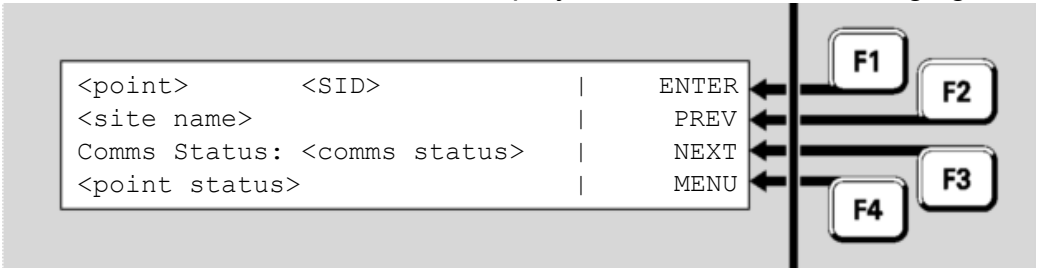 <point> <SID> | ENTER
<site name> | PREV
Comms Status: <comms status> | NEXT
<point status> | MENU
F1
F2
F3
F4